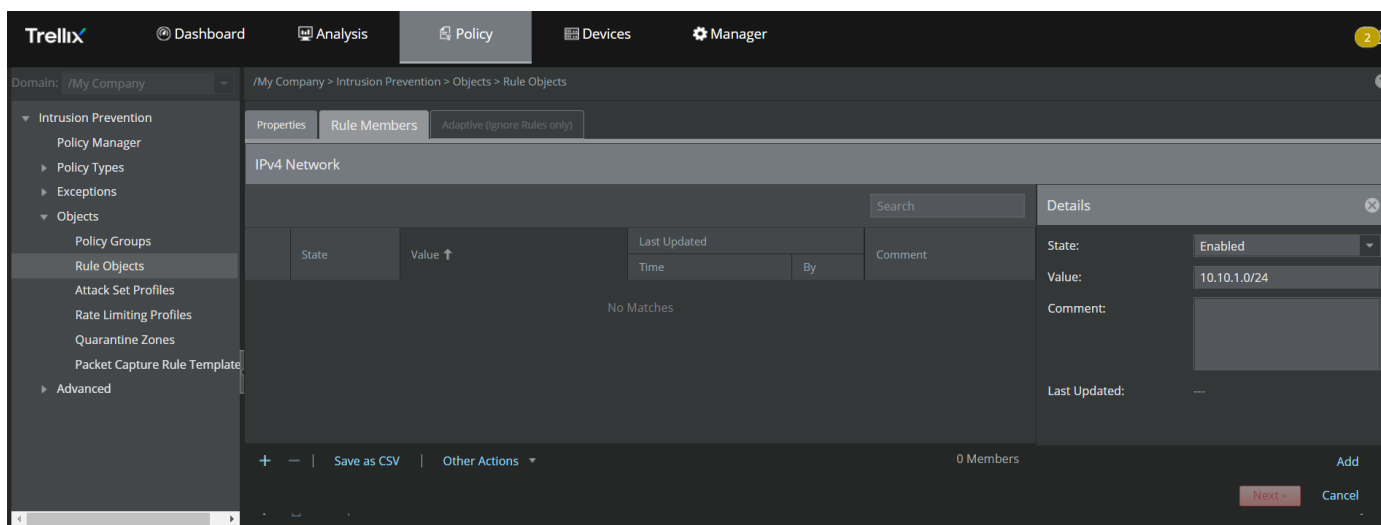 Trellix Dashboard Analysis Policy Devices Manager 2
Domain: /My Company
/My Company > Intrusion Prevention > Objects > Rule Objects
Intrusion Prevention
Policy Manager
Policy Types
Exceptions
Objects
Policy Groups
Rule Objects
Attack Set Profiles
Rate Limiting Profiles
Quarantine Zones
Packet Capture Rule Template
Advanced
Properties Rule Members Adaptive (Ignore Rules only)
IPv4 Network
Search
State Value Last Updated Comment
Time By
No Matches
+ − | Save as CSV | Other Actions 0 Members
Details
State: Enabled
Value: 10.10.1.0/24
Comment:
Last Updated: ---
Add
Next > Cancel